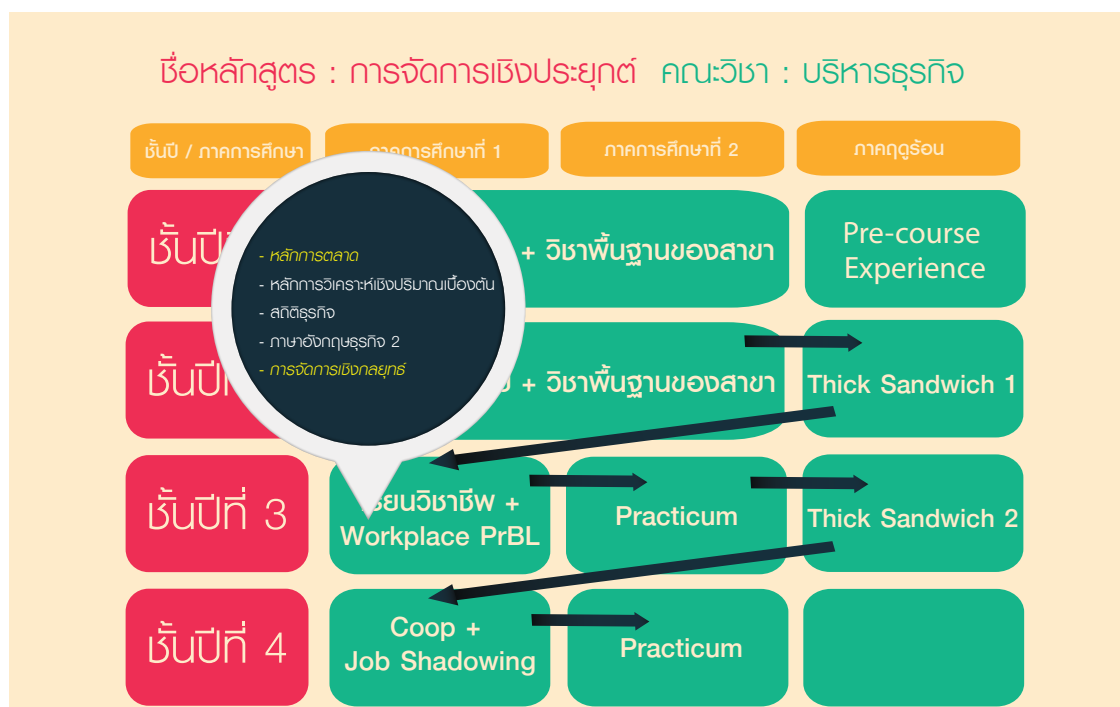 ชื่อหลักสูตร : การจัดการเชิงประยุกต์ คณะวิชา : บริหารธุรกิจ
ชั้นปี / ภาคการศึกษา
ภาคการศึกษาที่ 1
ภาคการศึกษาที่ 2
ภาคฤดูร้อน
+ วิชาพื้นฐานของสาขา
Pre-course
Experience
- หลักการตลาด
- หลักการวิเคราะห์เชิงปริมาณเบื้องต้น
- สถิติธุรกิจ
- ภาษาอังกฤษธุรกิจ 2
- การจัดการเชิงกลยุทธ์
+ วิชาพื้นฐานของสาขา
Thick Sandwich 1
ชั้นปีที่ 3
เรียนวิชาชีพ +
Workplace PrBL
Practicum
Thick Sandwich 2
ชั้นปีที่ 4
Coop +
Job Shadowing
Practicum